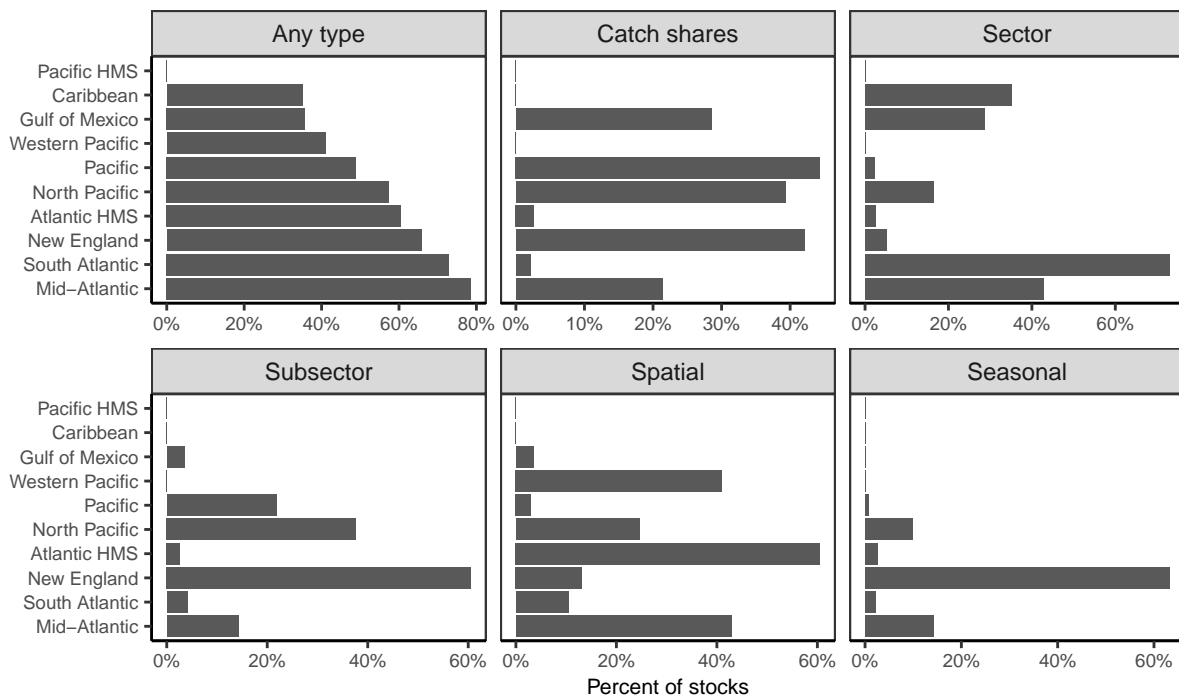 Any type
Catch shares
Sector
Pacific HMS
Caribbean
Gulf of Mexico
Western Pacific
Pacific
North Pacific
Atlantic HMS
New England
South Atlantic
Mid−Atlantic
0% 20% 40% 60% 80%
0% 10% 20% 30% 40%
0% 20% 40% 60%
Subsector
Spatial
Seasonal
Pacific HMS
Caribbean
Gulf of Mexico
Western Pacific
Pacific
North Pacific
Atlantic HMS
New England
South Atlantic
Mid−Atlantic
0% 20% 40% 60%
0% 20% 40% 60%
0% 20% 40% 60%
Percent of stocks